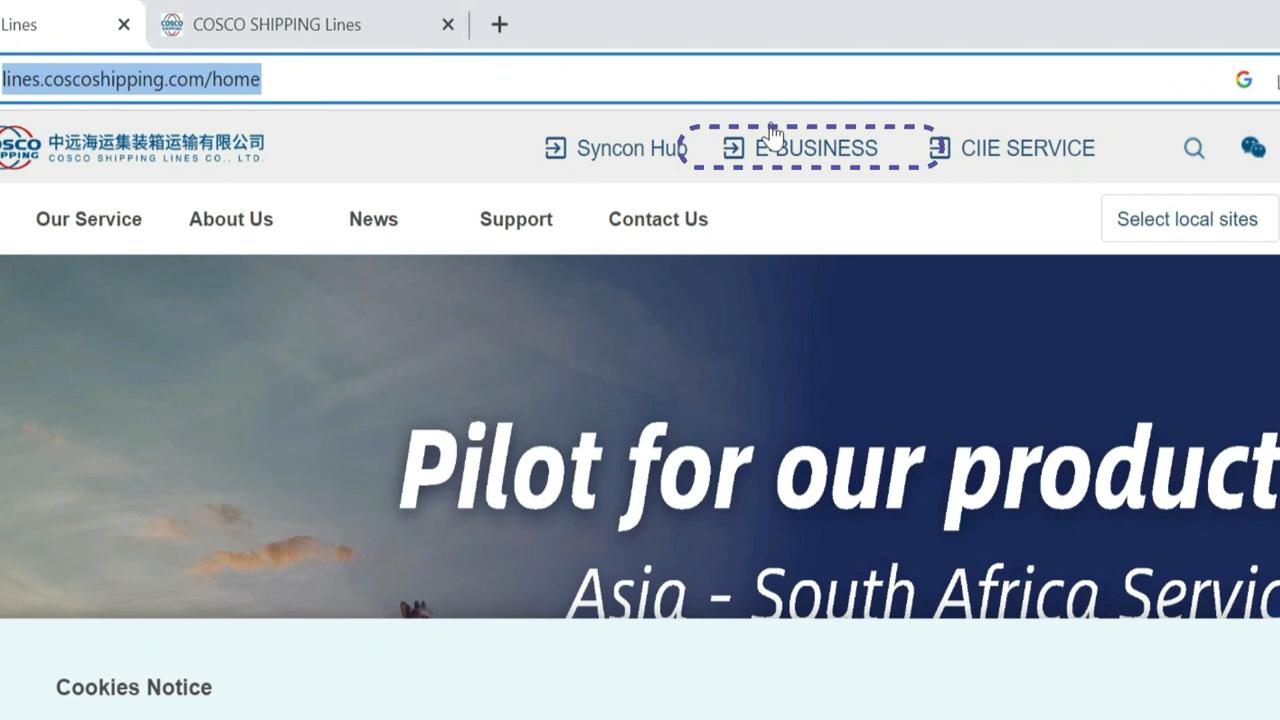 Lines
COSCO SHIPPING Lines
lines.coscoshipping.com/home
COSCO SHIPPING
中远海运集装箱运输有限公司
COSCO SHIPPING LINES CO., LTD.
Syncon Hub
E-BUSINESS
CIIE SERVICE
Our Service
About Us
News
Support
Contact Us
Select local sites
Pilot for our product
Asia - South Africa Servic
Cookies Notice